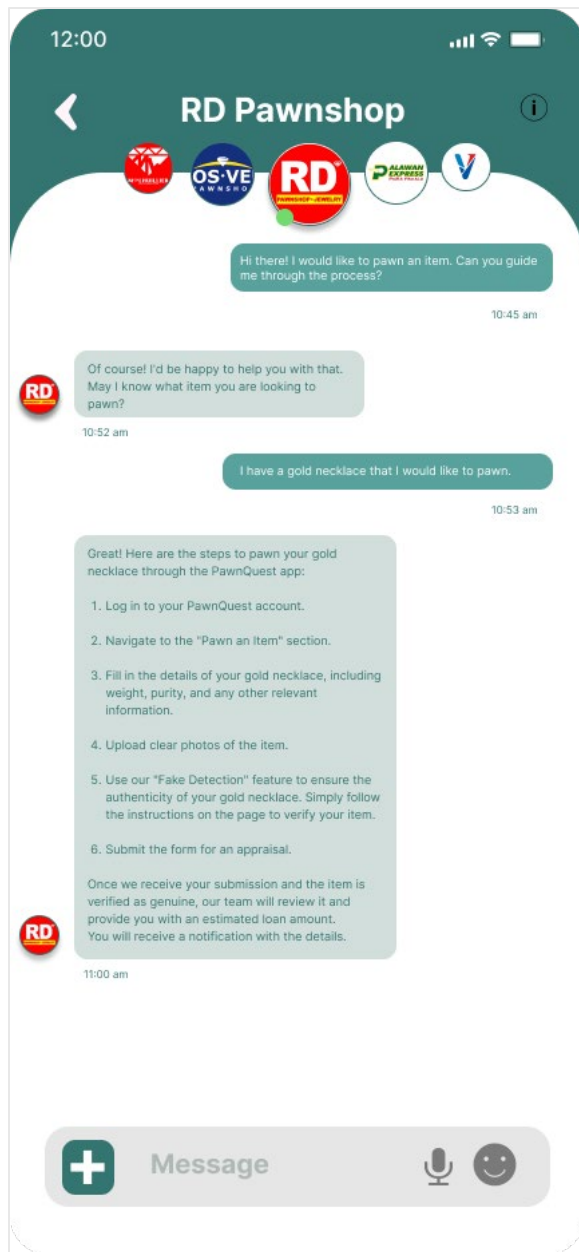 12:00
RD Pawnshop
OS-VE
PAWNSHO
RD
PAWNSHOP • JEWELRY
PALAWAN
EXPRESS
PERA PADALA
V
Hi there! I would like to pawn an item. Can you guide
me through the process?
10:45 am
Of course! I'd be happy to help you with that.
May I know what item you are looking to
pawn?
RD
10:52 am
I have a gold necklace that I would like to pawn.
10:53 am
Great! Here are the steps to pawn your gold
necklace through the PawnQuest app:
1. Log in to your PawnQuest account.
2. Navigate to the "Pawn an Item" section.
3. Fill in the details of your gold necklace, including
weight, purity, and any other relevant
information.
4. Upload clear photos of the item.
5. Use our "Fake Detection" feature to ensure the
authenticity of your gold necklace. Simply follow
the instructions on the page to verify your item.
6. Submit the form for an appraisal.
Once we receive your submission and the item is
verified as genuine, our team will review it and
provide you with an estimated loan amount.
You will receive a notification with the details.
RD
11:00 am
Message